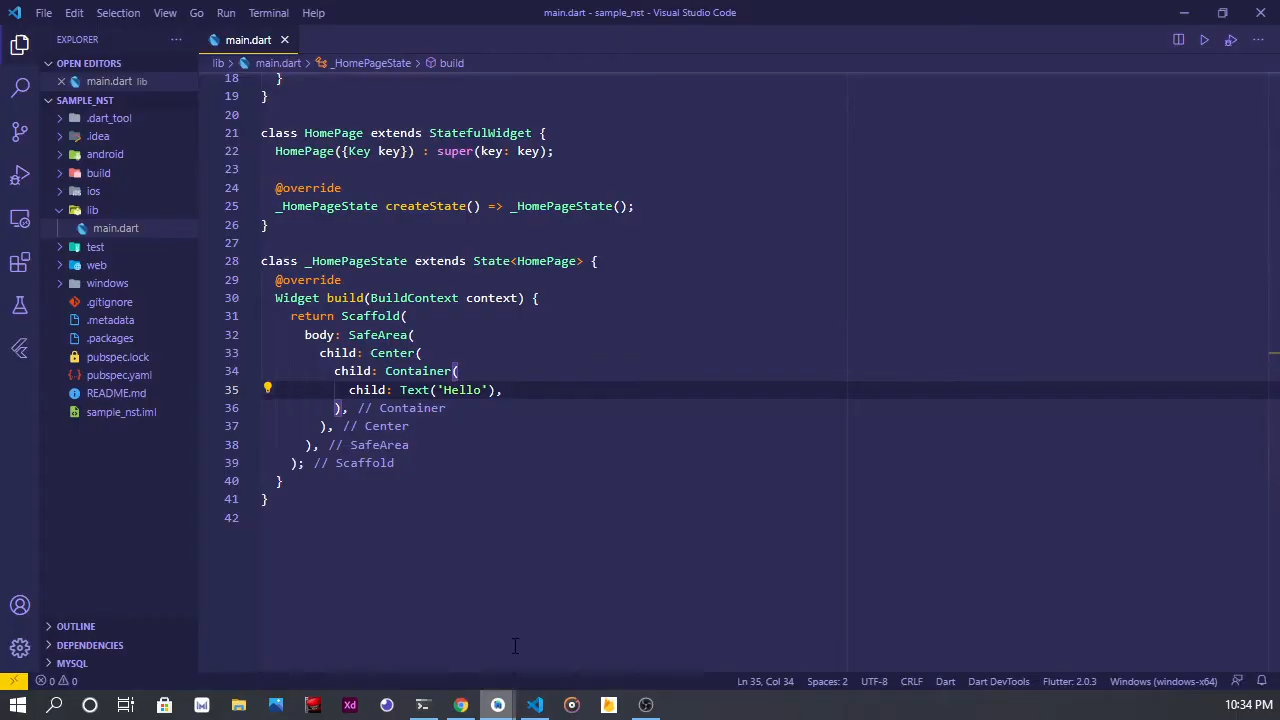 File Edit Selection View Go Run Terminal Help
main.dart - sample_nst - Visual Studio Code
EXPLORER
OPEN EDITORS
main.dart lib
SAMPLE_NST
.dart_tool
.idea
android
build
ios
lib
main.dart
test
web
windows
.gitignore
.metadata
.packages
pubspec.lock
pubspec.yaml
README.md
sample_nst.iml
OUTLINE
DEPENDENCIES
MYSQL
main.dart
lib > main.dart > _HomePageState > build
18 }
19 }
20
21 class HomePage extends StatefulWidget {
22 HomePage({Key key}) : super(key: key);
23
24 @override
25 _HomePageState createState() => _HomePageState();
26 }
27
28 class _HomePageState extends State<HomePage> {
29 @override
30 Widget build(BuildContext context) {
31 return Scaffold(
32 body: SafeArea(
33 child: Center(
34 child: Container(
35 child: Text('Hello'),
36 ), // Container
37 ), // Center
38 ), // SafeArea
39 ); // Scaffold
40 }
41 }
42
0 0
Ln 35, Col 34 Spaces: 2 UTF-8 CRLF Dart Dart DevTools Flutter: 2.0.3 Windows (windows-x64)
Xd
10:34 PM